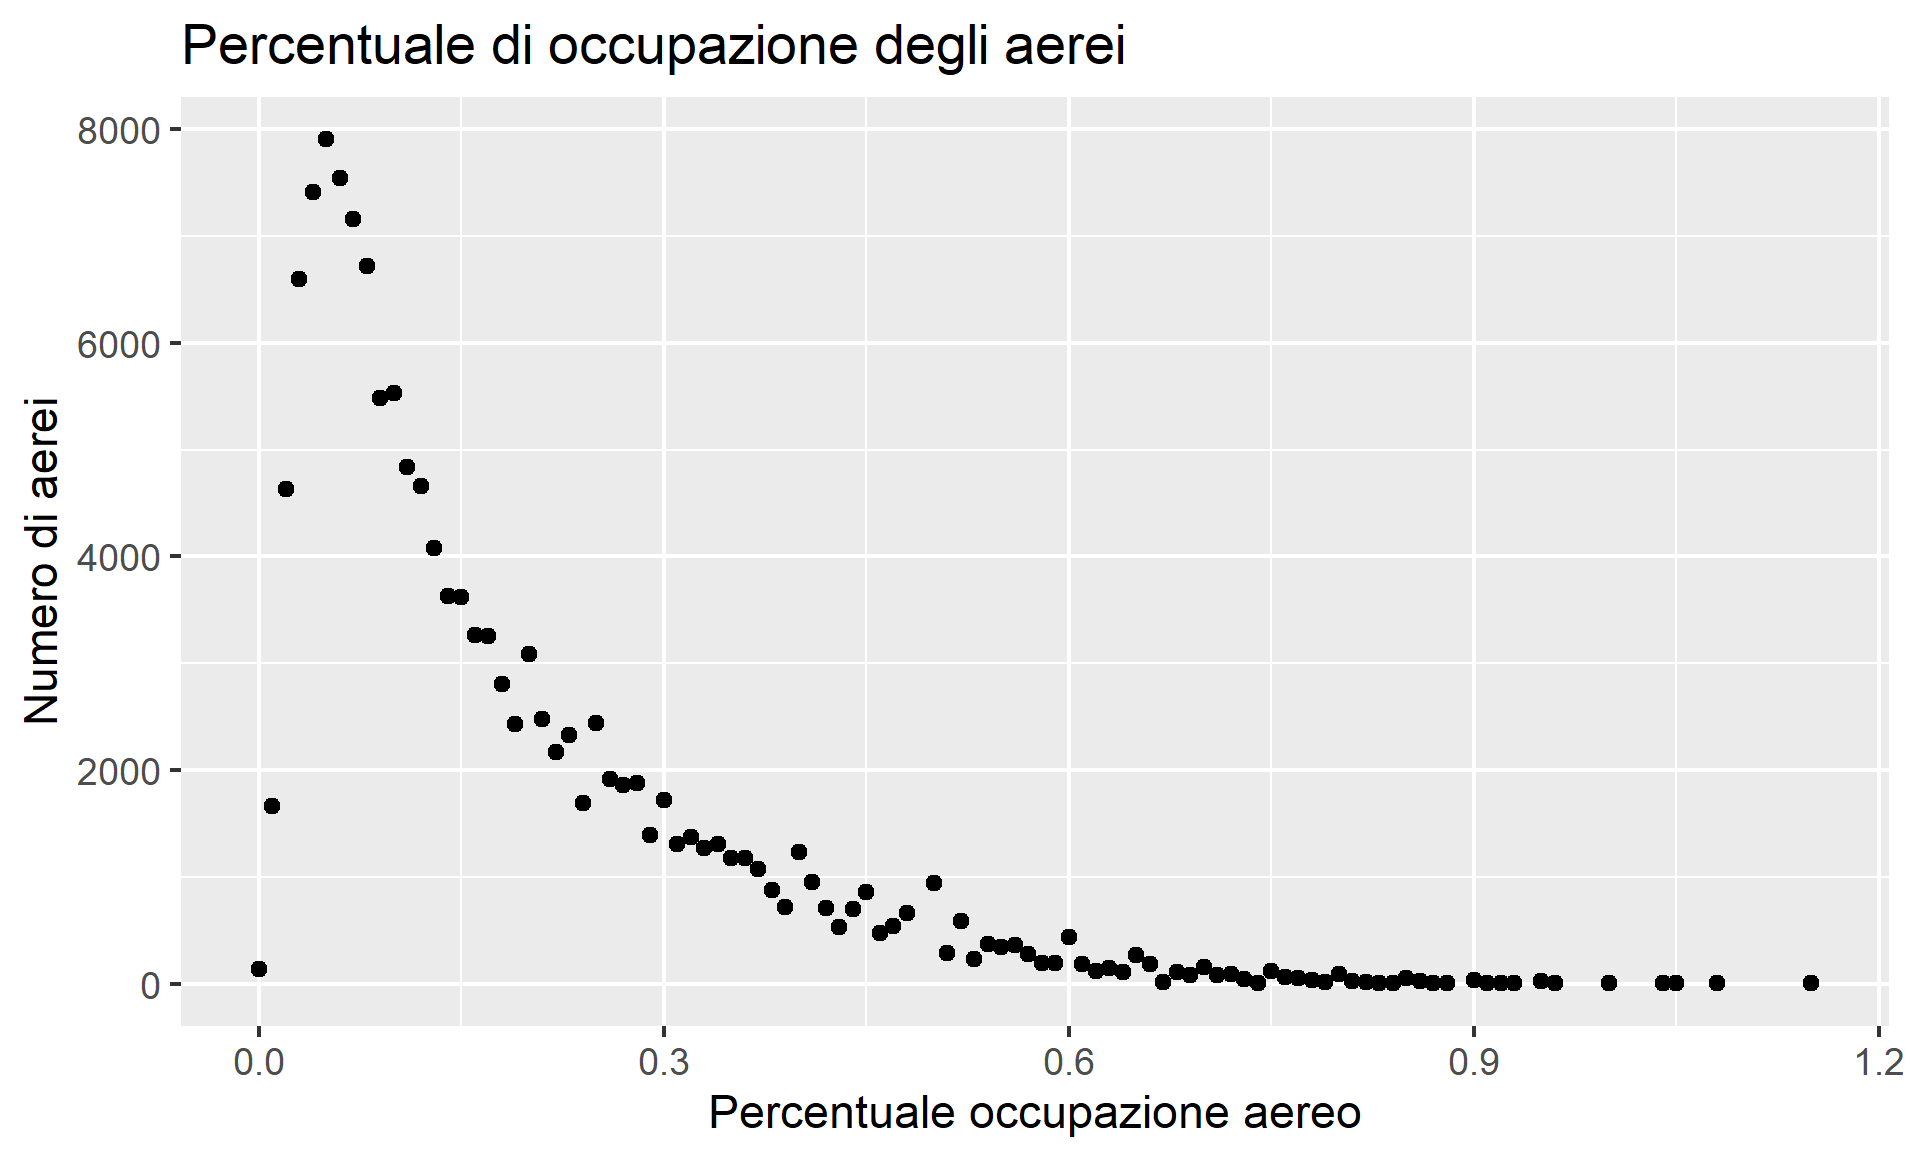 Percentuale di occupazione degli aerei
8000
6000
4000
2000
0
Numero di aerei
0.0 0.3 0.6 0.9 1.2
Percentuale occupazione aereo